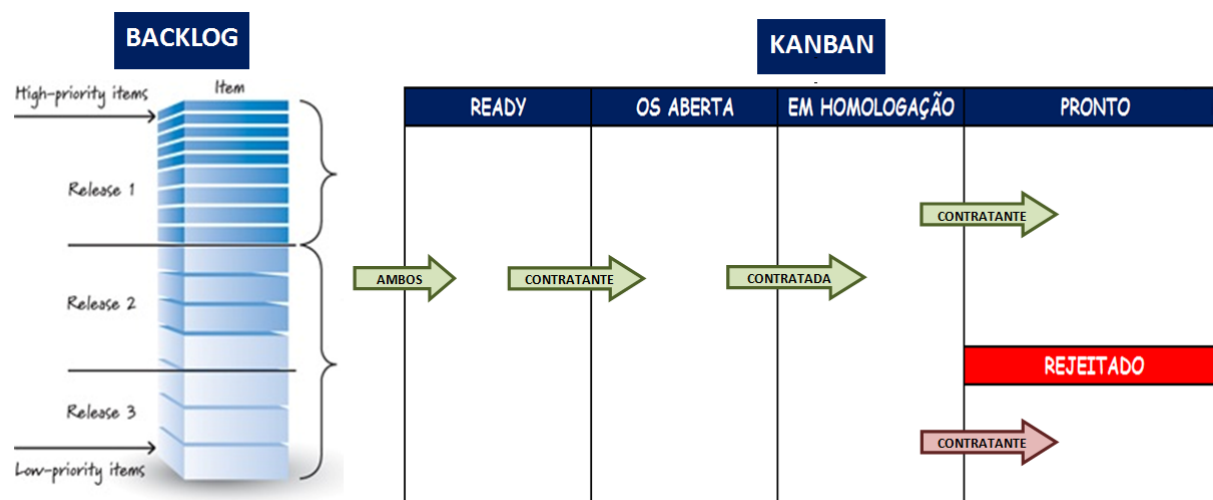 BACKLOG
High-priority items
Item
Release 1
Release 2
Release 3
Low-priority items
KANBAN
READY
OS ABERTA
EM HOMOLOGAÇÃO
PRONTO
CONTRATANTE
AMBOS
CONTRATANTE
CONTRATADA
REJEITADO
CONTRATANTE